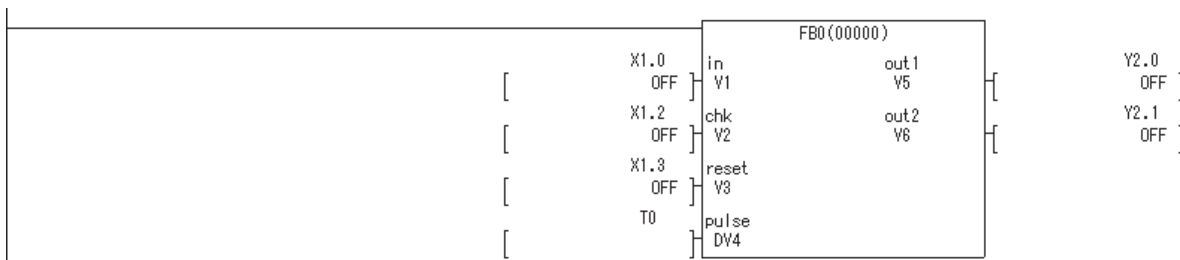 FB0(00000)
X1.0 in out1 Y2.0
[ OFF ] V1 V5 [ OFF ]
X1.2 chk out2 Y2.1
[ OFF ] V2 V6 [ OFF ]
X1.3 reset
[ OFF ] V3
T0 pulse
[ ] DV4